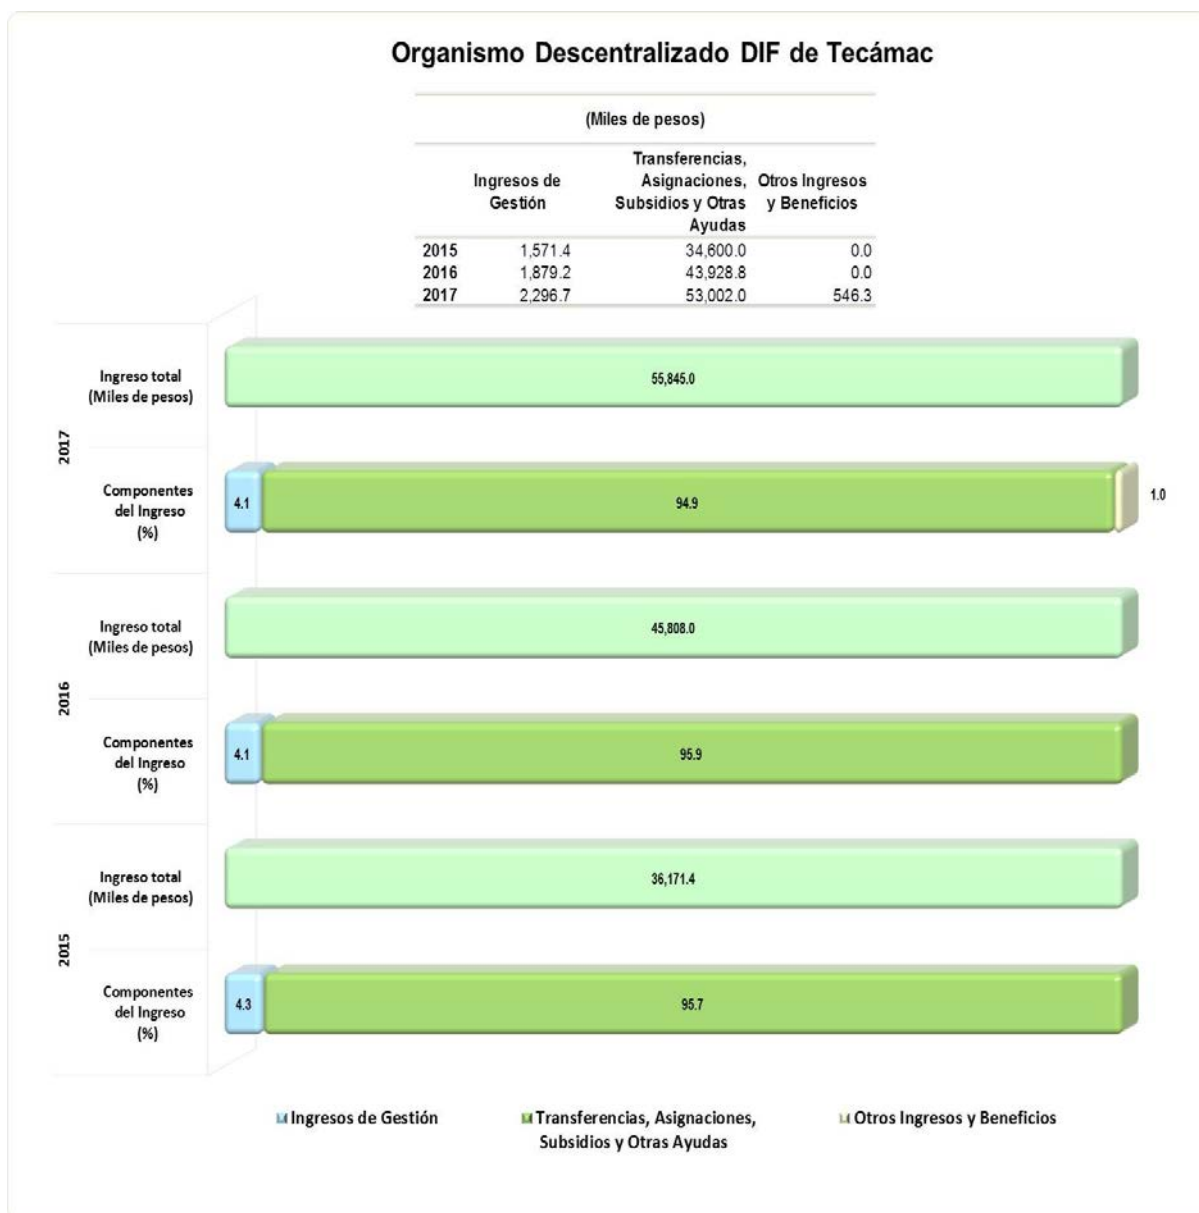 Organismo Descentralizado DIF de Tecámac
(Miles de pesos)
Ingresos de
Gestión
Transferencias,
Asignaciones,
Subsidios y Otras
Ayudas
Otros Ingresos
y Beneficios
2015 1,571.4 34,600.0 0.0
2016 1,879.2 43,928.8 0.0
2017 2,296.7 53,002.0 546.3
2017
Ingreso total
(Miles de pesos)
55,845.0
Componentes
del Ingreso
(%)
4.1 94.9 1.0
2016
Ingreso total
(Miles de pesos)
45,808.0
Componentes
del Ingreso
(%)
4.1 95.9
2015
Ingreso total
(Miles de pesos)
36,171.4
Componentes
del Ingreso
(%)
4.3 95.7
Ingresos de Gestión
Transferencias, Asignaciones,
Subsidios y Otras Ayudas
Otros Ingresos y Beneficios